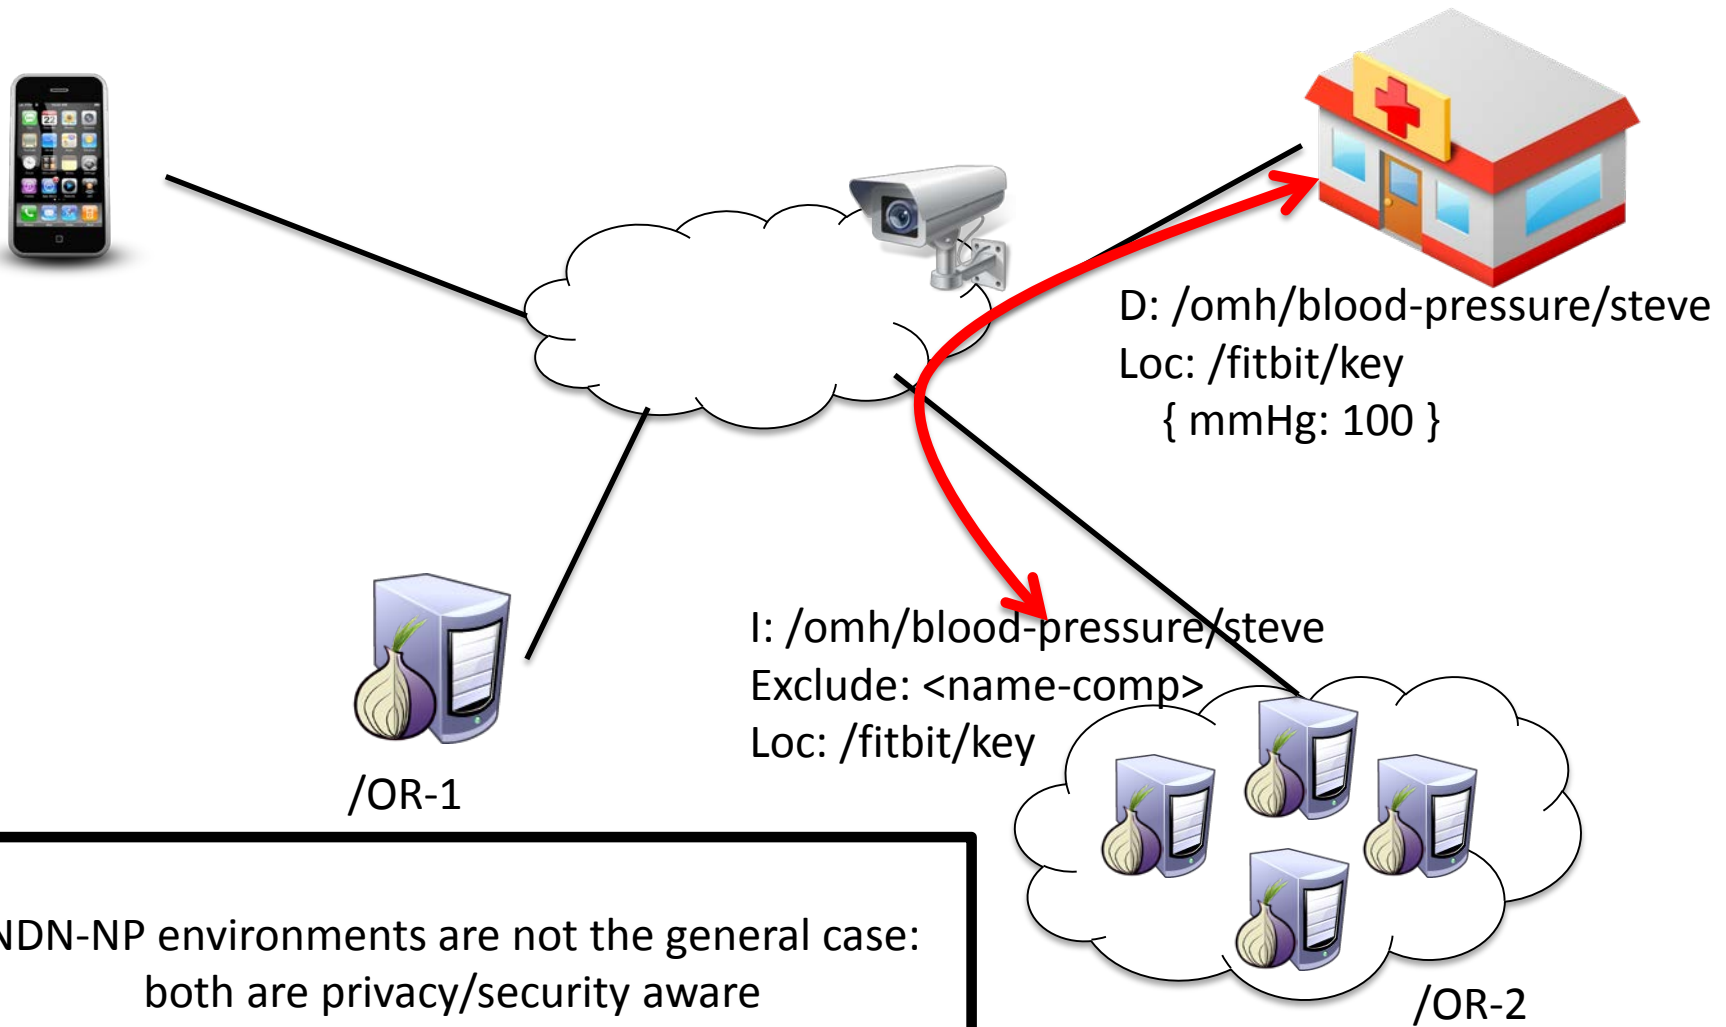 D: /omh/blood-pressure/steve
Loc: /fitbit/key
{ mmHg: 100 }
I: /omh/blood-pressure/steve
Exclude: <name-comp>
Loc: /fitbit/key
/OR-1
NDN-NP environments are not the general case:
both are privacy/security aware
/OR-2